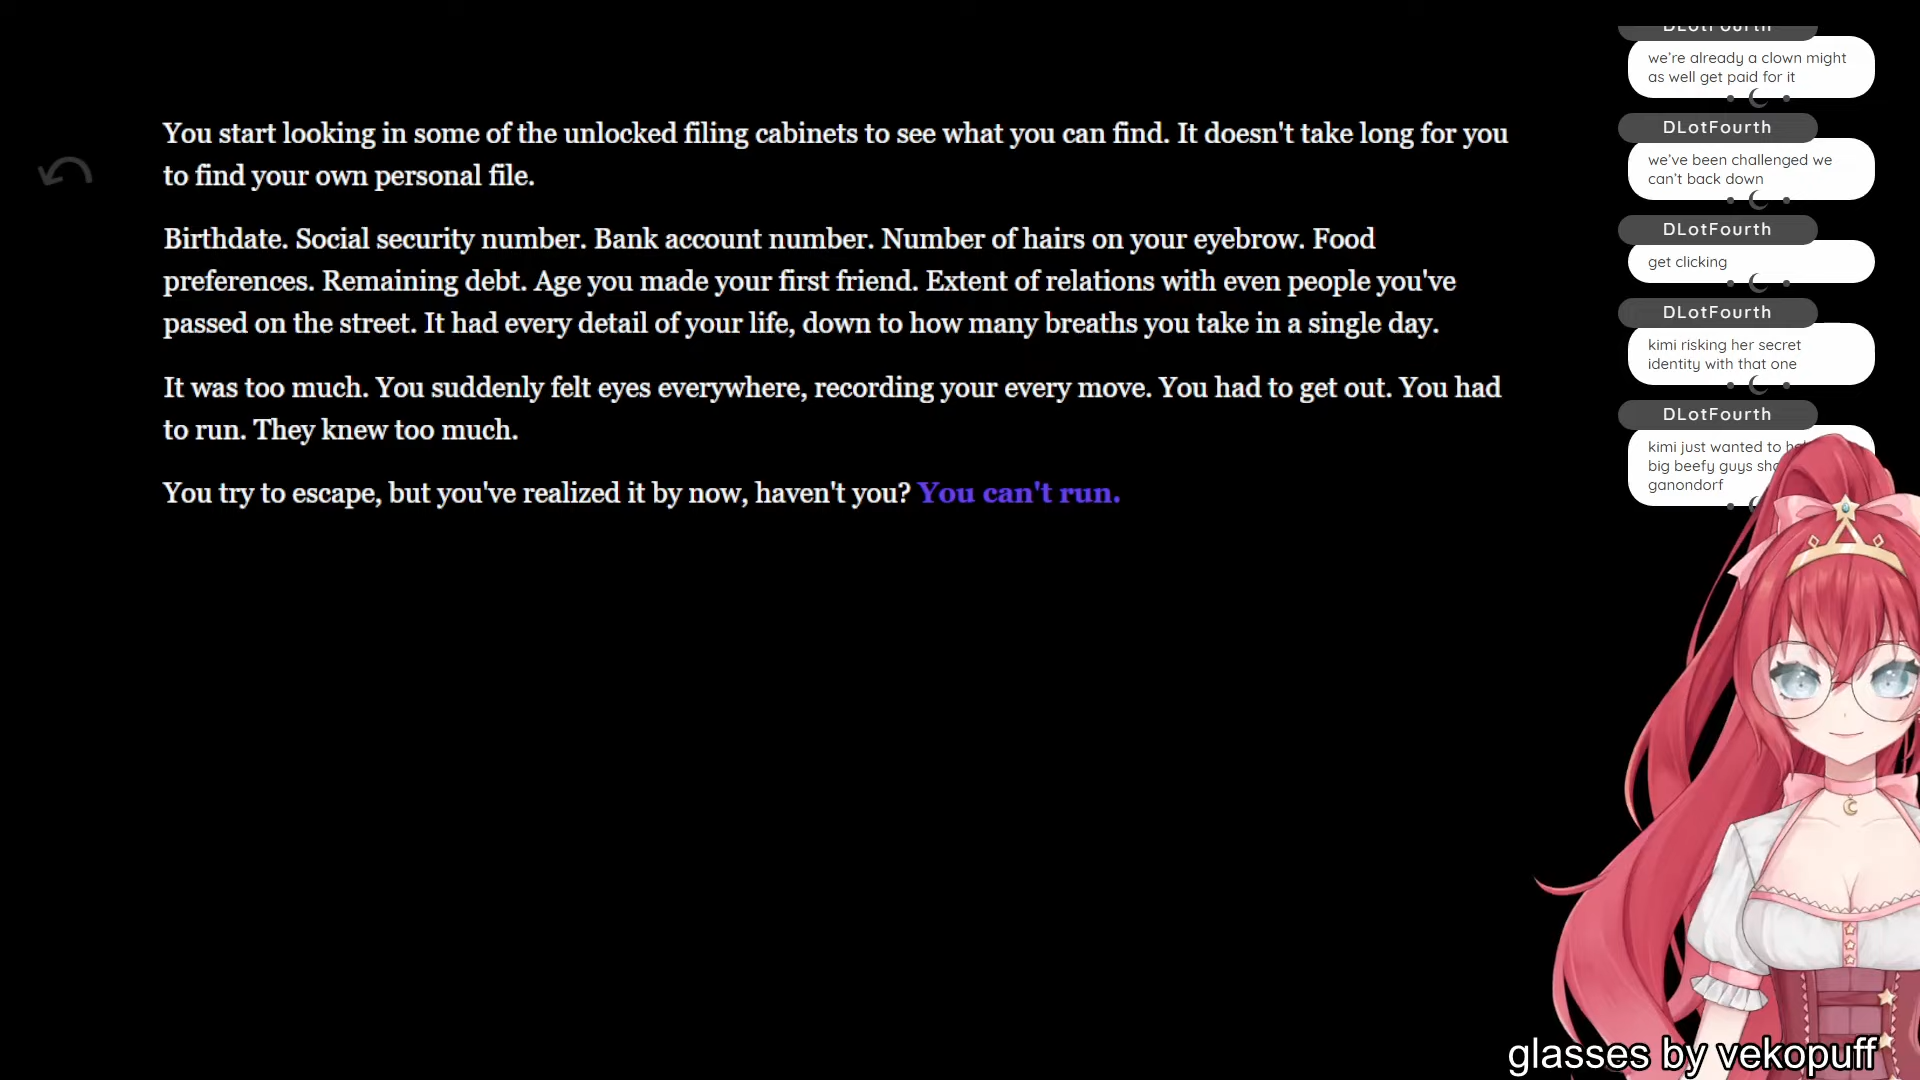 You start looking in some of the unlocked filing cabinets to see what you can find. It doesn't take long for you
to find your own personal file.
Birthdate. Social security number. Bank account number. Number of hairs on your eyebrow. Food
preferences. Remaining debt. Age you made your first friend. Extent of relations with even people you've
passed on the street. It had every detail of your life, down to how many breaths you take in a single day.
It was too much. You suddenly felt eyes everywhere, recording your every move. You had to get out. You had
to run. They knew too much.
You try to escape, but you've realized it by now, haven't you? You can't run.
DLotFourth
we're already a clown might
as well get paid for it
DLotFourth
we've been challenged we
can't back down
DLotFourth
get clicking
DLotFourth
kimi risking her secret
identity with that one
DLotFourth
kimi just wanted to
big beefy guys
ganondorf
glasses by vekopuff